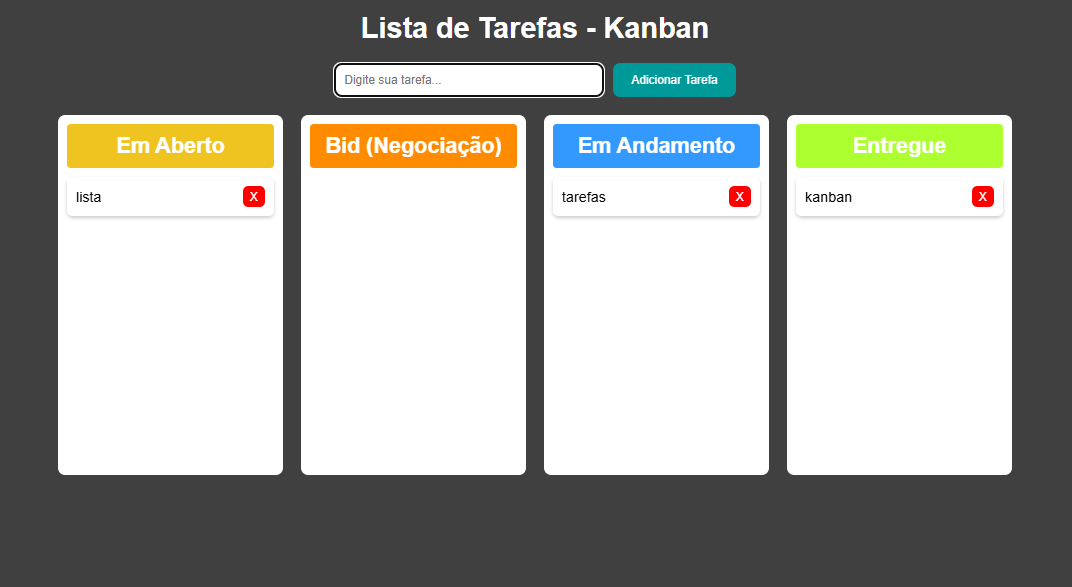 Lista de Tarefas - Kanban
Digite sua tarefa...
Adicionar Tarefa
Em Aberto
lista
X
Bid (Negociação)
Em Andamento
tarefas
X
Entregue
kanban
X